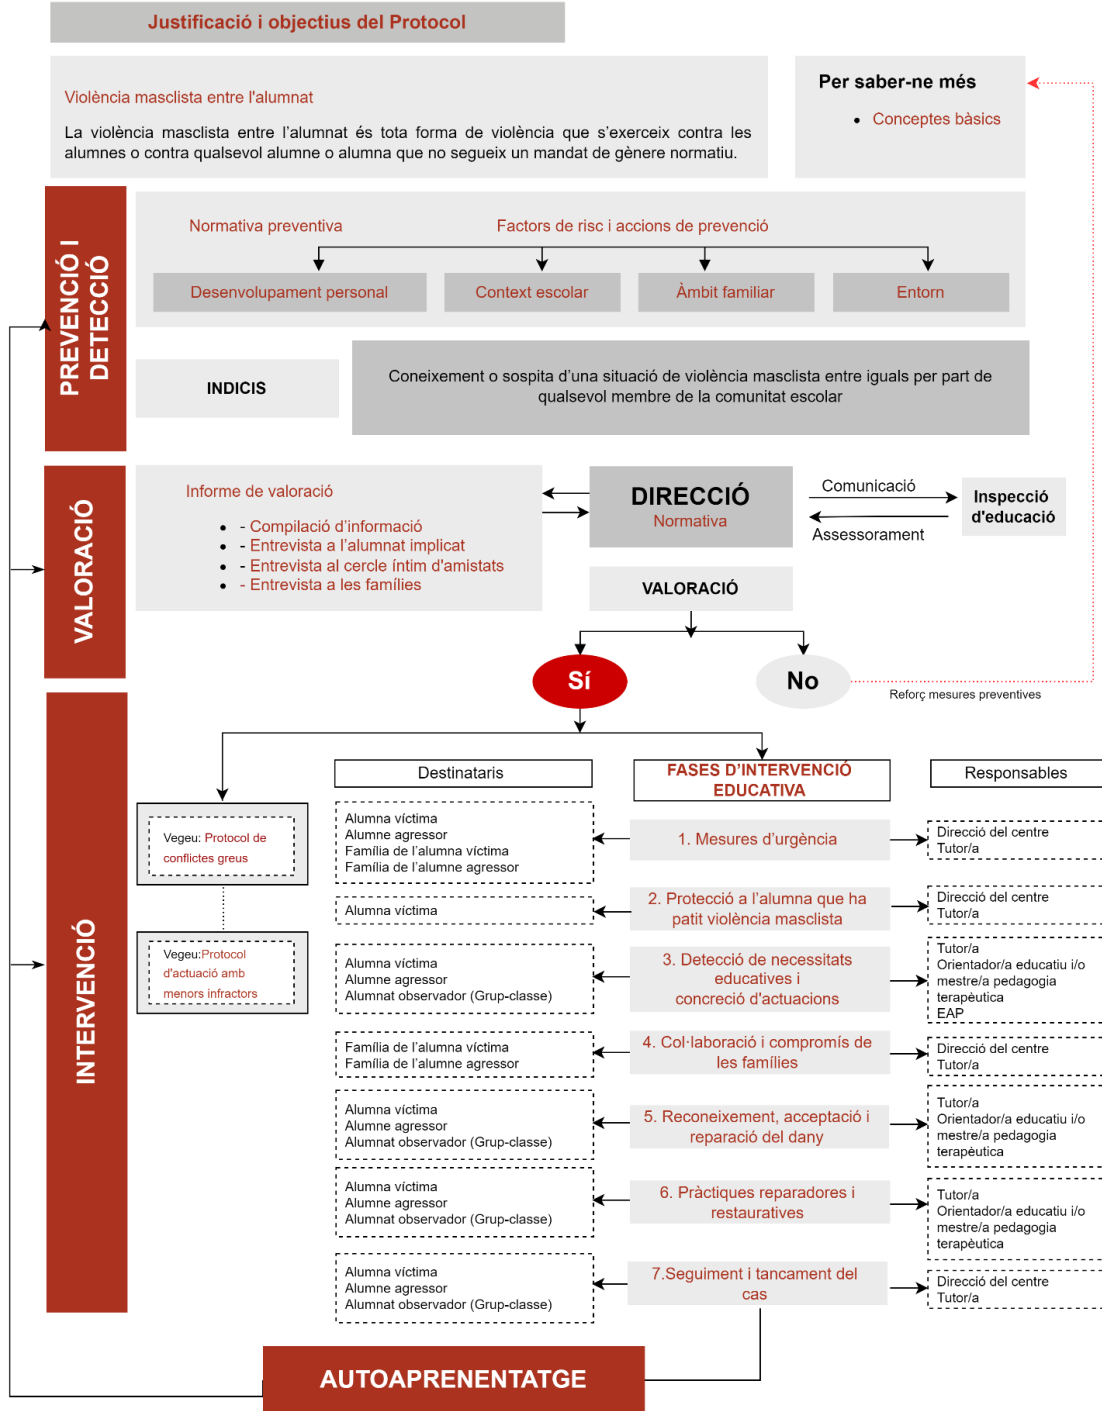 Justificació i objectius del Protocol
Violència masclista entre l'alumnat
La violència masclista entre l’alumnat és tota forma de violència que s’exerceix contra les
alumnes o contra qualsevol alumne o alumna que no segueix un mandat de gènere normatiu.
Per saber-ne més
• Conceptes bàsics
PREVENCIÓ I
DETECCIÓ
Normativa preventiva
Factors de risc i accions de prevenció
Desenvolupament personal
Context escolar
Àmbit familiar
Entorn
INDICIS
Coneixement o sospita d’una situació de violència masclista entre iguals per part de
qualsevol membre de la comunitat escolar
VALORACIÓ
Informe de valoració
• - Compilació d’informació
• - Entrevista a l’alumnat implicat
• - Entrevista al cercle íntim d'amistats
• - Entrevista a les famílies
DIRECCIÓ
Normativa
Comunicació
Assessorament
Inspecció
d'educació
VALORACIÓ
Sí
No
Reforç mesures preventives
INTERVENCIÓ
Destinataris
FASES D’INTERVENCIÓ
EDUCATIVA
Responsables
Vegeu: Protocol de
conflictes greus
Vegeu:Protocol
d'actuació amb
menors infractors
Alumna víctima
Alumne agressor
Família de l’alumna víctima
Família de l’alumne agressor
1. Mesures d’urgència
Direcció del centre
Tutor/a
Alumna víctima
2. Protecció a l’alumna que ha
patit violència masclista
Direcció del centre
Tutor/a
Alumna víctima
Alumne agressor
Alumnat observador (Grup-classe)
3. Detecció de necessitats
educatives i
concreció d'actuacions
Tutor/a
Orientador/a educatiu i/o
mestre/a pedagogia
terapèutica
EAP
Família de l’alumna víctima
Família de l’alumne agressor
4. Col·laboració i compromís de
les famílies
Direcció del centre
Tutor/a
Alumna víctima
Alumne agressor
Alumnat observador (Grup-classe)
5. Reconeixement, acceptació i
reparació del dany
Tutor/a
Orientador/a educatiu i/o
mestre/a pedagogia
terapèutica
Alumna víctima
Alumne agressor
Alumnat observador (Grup-classe)
6. Pràctiques reparadores i
restauratives
Tutor/a
Orientador/a educatiu i/o
mestre/a pedagogia
terapèutica
Alumna víctima
Alumne agressor
Alumnat observador (Grup-classe)
7.Seguiment i tancament del
cas
Direcció del centre
Tutor/a
AUTOAPRENENTATGE